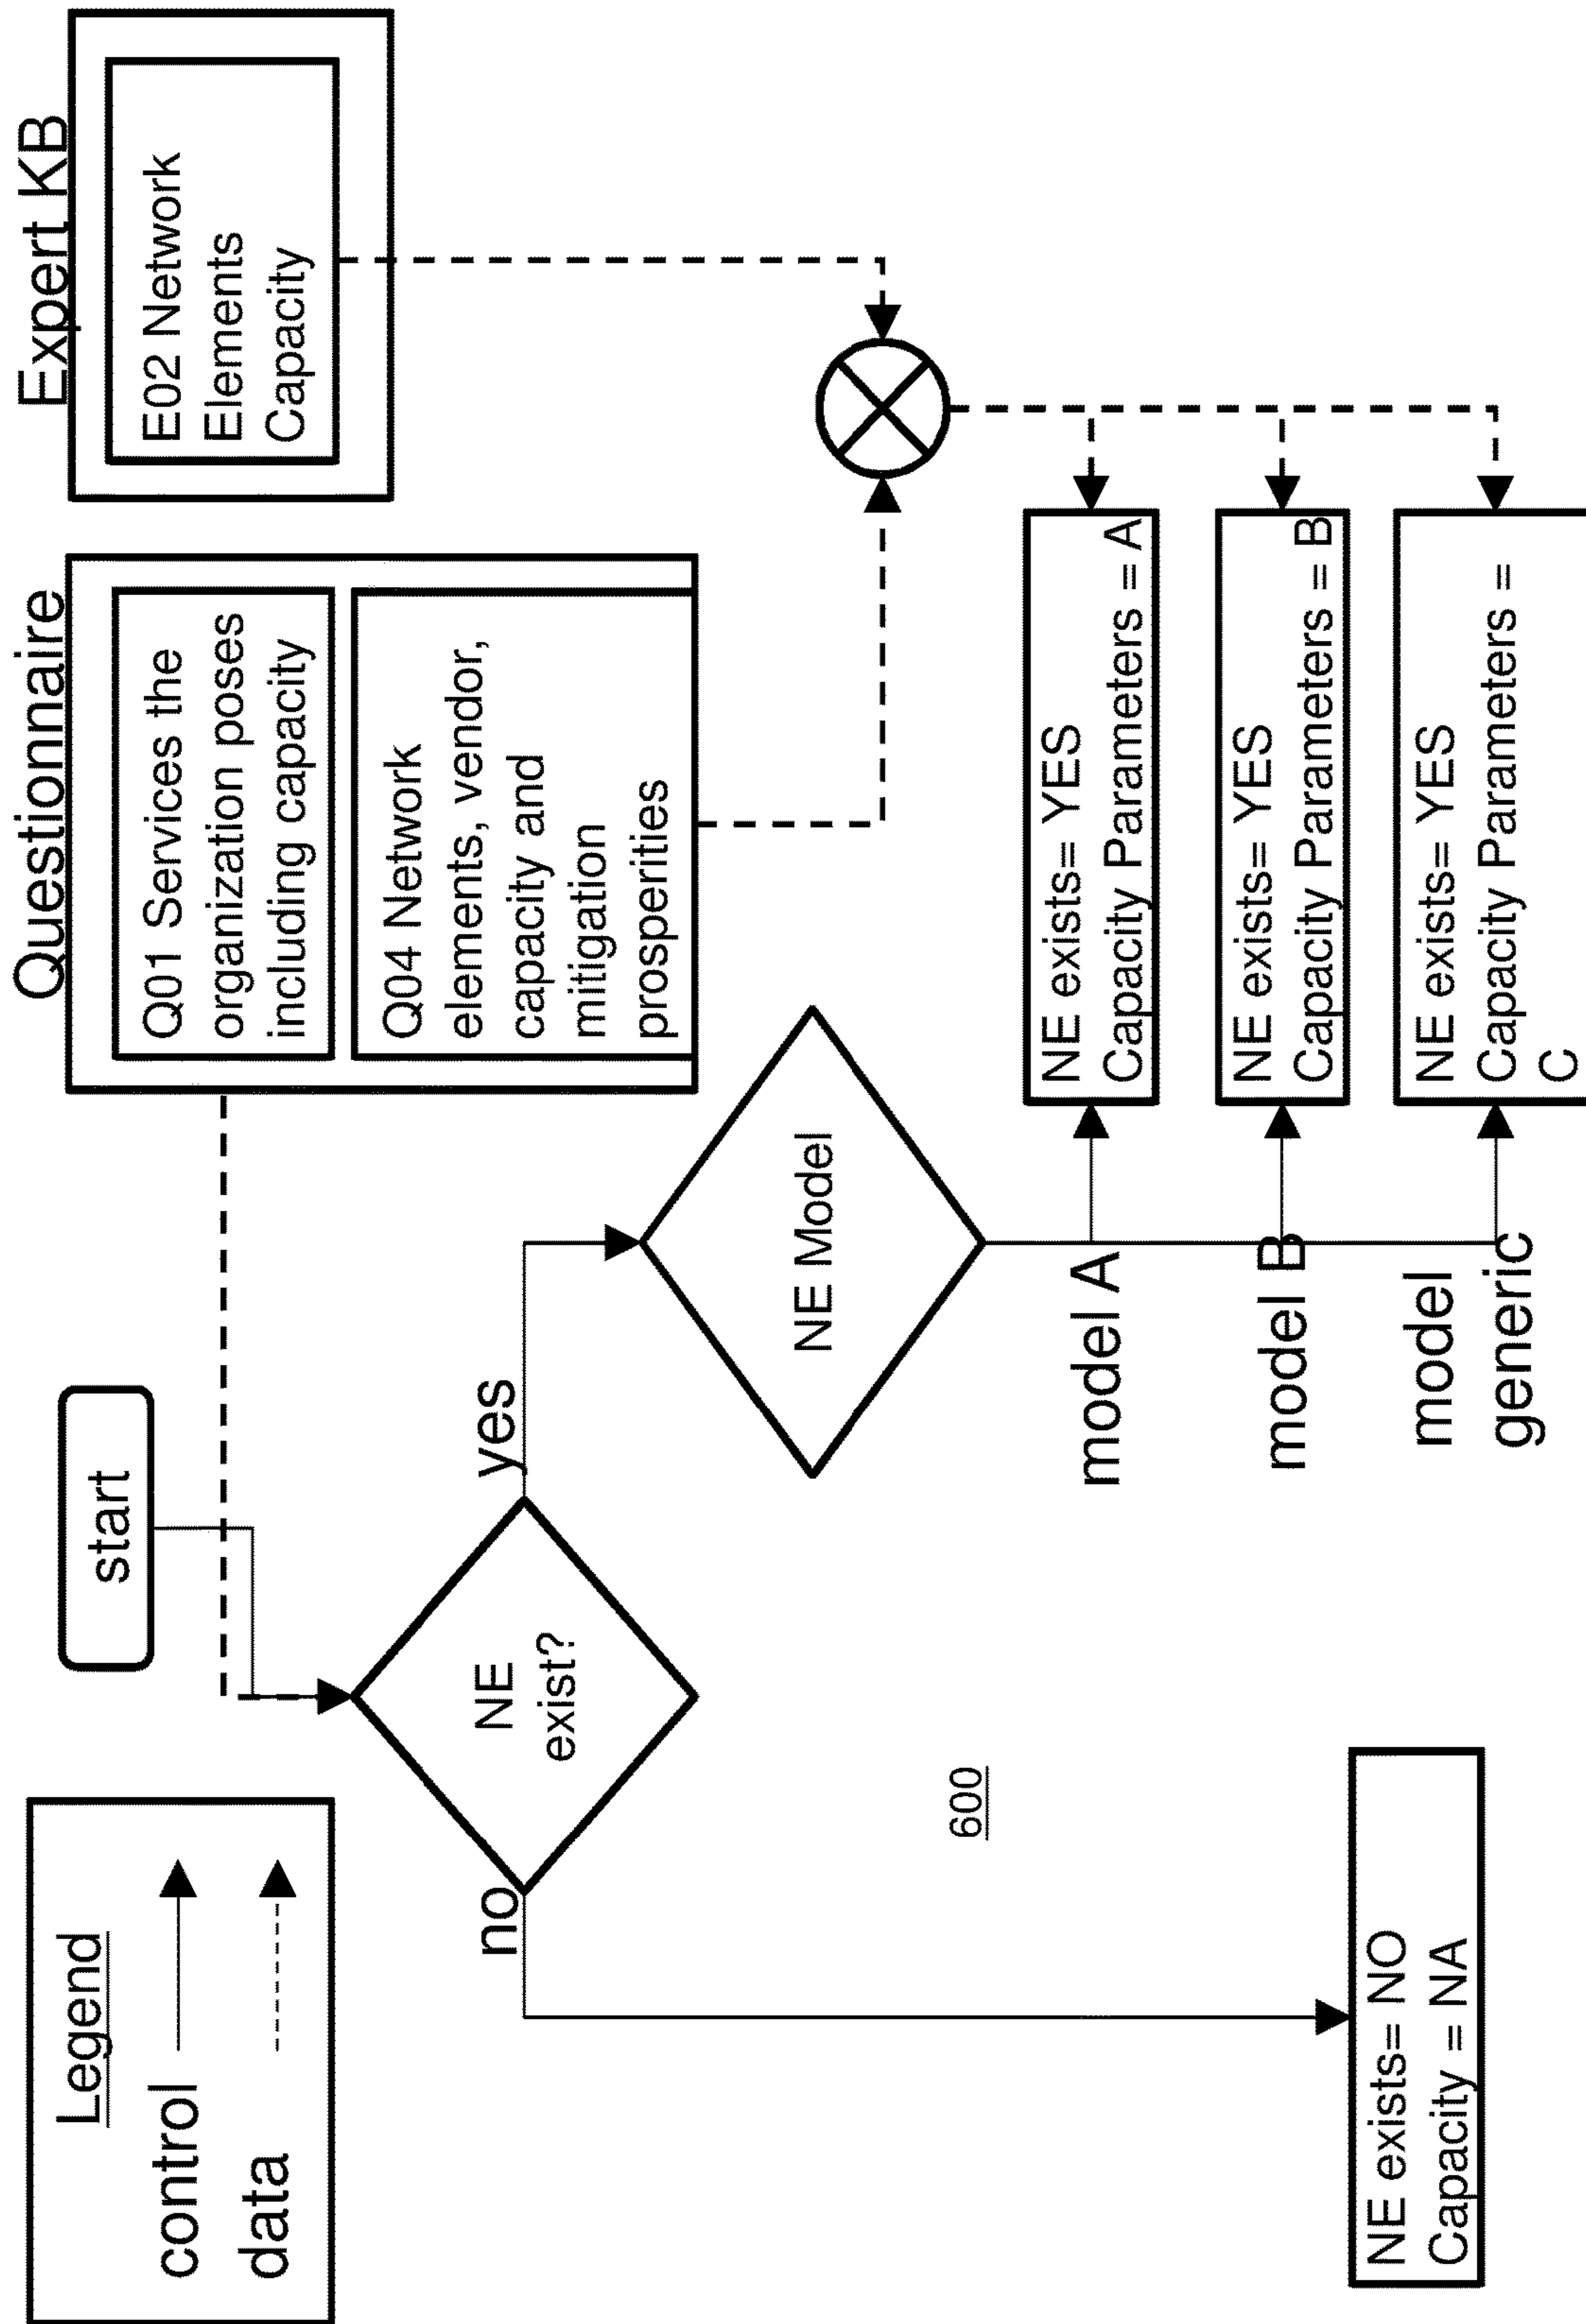 Legend
control
data
start
Questionnaire
Q01 Services the
organization poses
including capacity
Q04 Network
elements, vendor,
capacity and
mitigation
prosperities
Expert KB
E02 Network
Elements
Capacity
NE
exist?
no
yes
NE Model
600
model A
model B
model
generic
NE exists= YES
Capacity Parameters = A
NE exists= YES
Capacity Parameters = B
NE exists= YES
Capacity Parameters =
C
NE exists= NO
Capacity = NA